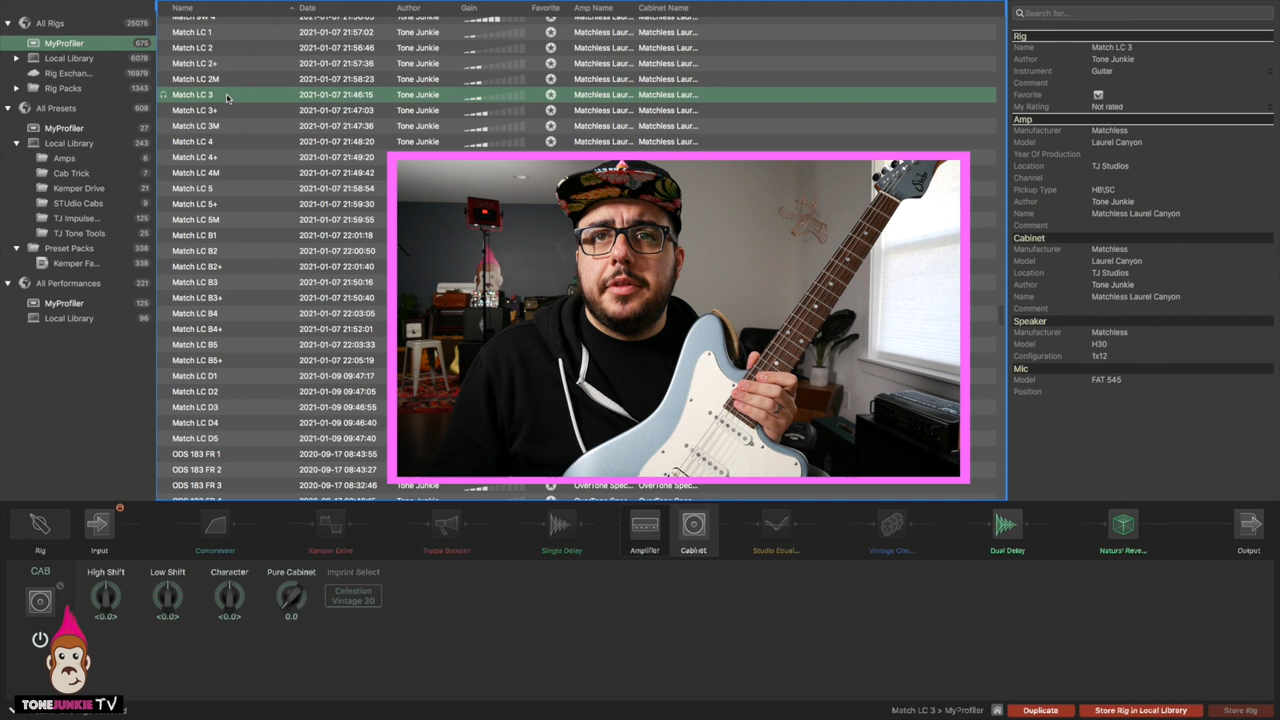 All Rigs 25075
MyProfiler 675
Local Library 6078
Rig Exchan... 16979
Rig Packs 1343
All Presets 608
MyProfiler 27
Local Library 243
Amps 6
Cab Trick 7
Kemper Drive 21
STUdio Cabs 9
TJ Impulse... 125
TJ Tone Tools 25
Preset Packs 338
Kemper Fa... 338
All Performances 221
MyProfiler 125
Local Library 96
Name Date Author Gain Favorite Amp Name Cabinet Name
Match LC 1 2021-01-07 21:57:02 Tone Junkie Matchless Laur... Matchless Laur...
Match LC 2 2021-01-07 21:56:46 Tone Junkie Matchless Laur... Matchless Laur...
Match LC 2+ 2021-01-07 21:57:36 Tone Junkie Matchless Laur... Matchless Laur...
Match LC 2M 2021-01-07 21:58:23 Tone Junkie Matchless Laur... Matchless Laur...
Match LC 3 2021-01-07 21:46:15 Tone Junkie Matchless Laur... Matchless Laur...
Match LC 3+ 2021-01-07 21:47:03 Tone Junkie Matchless Laur... Matchless Laur...
Match LC 3M 2021-01-07 21:47:36 Tone Junkie Matchless Laur... Matchless Laur...
Match LC 4 2021-01-07 21:48:20 Tone Junkie Matchless Laur... Matchless Laur...
Match LC 4+ 2021-01-07 21:49:20
Match LC 4M 2021-01-07 21:49:42
Match LC 5 2021-01-07 21:58:54
Match LC 5+ 2021-01-07 21:59:30
Match LC 5M 2021-01-07 21:59:55
Match LC B1 2021-01-07 22:01:18
Match LC B2 2021-01-07 22:00:50
Match LC B2+ 2021-01-07 22:01:40
Match LC B3 2021-01-07 21:50:16
Match LC B3+ 2021-01-07 21:50:40
Match LC B4 2021-01-07 22:03:05
Match LC B4+ 2021-01-07 21:52:01
Match LC B5 2021-01-07 22:03:33
Match LC B5+ 2021-01-07 22:05:19
Match LC D1 2021-01-09 09:47:17
Match LC D2 2021-01-09 09:47:05
Match LC D3 2021-01-09 09:46:55
Match LC D4 2021-01-09 09:46:40
Match LC D5 2021-01-09 09:47:40
ODS 183 FR 1 2020-09-17 08:43:55
ODS 183 FR 2 2020-09-17 08:43:27
ODS 183 FR 3 2020-09-17 08:32:46 Tone Junkie OverTone Spec...
Suhr
Search for...
Rig
Name Match LC 3
Author Tone Junkie
Instrument Guitar
Comment
Favorite
My Rating Not rated
Amp
Manufacturer Matchless
Model Laurel Canyon
Year Of Production
Location TJ Studios
Channel
Pickup Type HB\SC
Author Tone Junkie
Name Matchless Laurel Canyon
Comment
Cabinet
Manufacturer Matchless
Model Laurel Canyon
Location TJ Studios
Author Tone Junkie
Name Matchless Laurel Canyon
Comment
Speaker
Manufacturer Matchless
Model H30
Configuration 1x12
Mic
Model FAT 545
Position
Rig Input Compressor Kemper Drive Treble Booster Single Delay Amplifier Cabinet Studio Equal... Vintage Cho... Dual Delay Natural Reve... Output
CAB High Shift Low Shift Character Pure Cabinet Imprint Select
Celestion
Vintage 30
<0.0> <0.0> <0.0> 0.0
TONEJUNKIE TV
Match LC 3 > MyProfiler Duplicate Store Rig in Local Library Store Rig